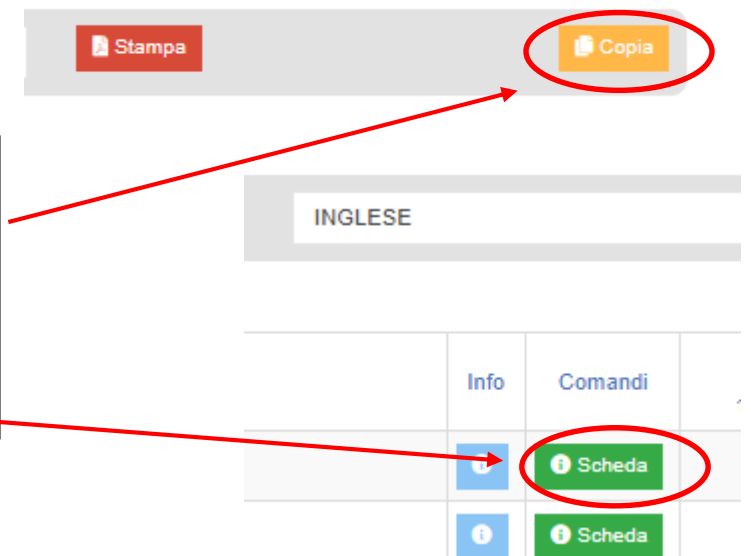 Stampa
Copia
INGLESE
Info
Comandi
Scheda
Scheda